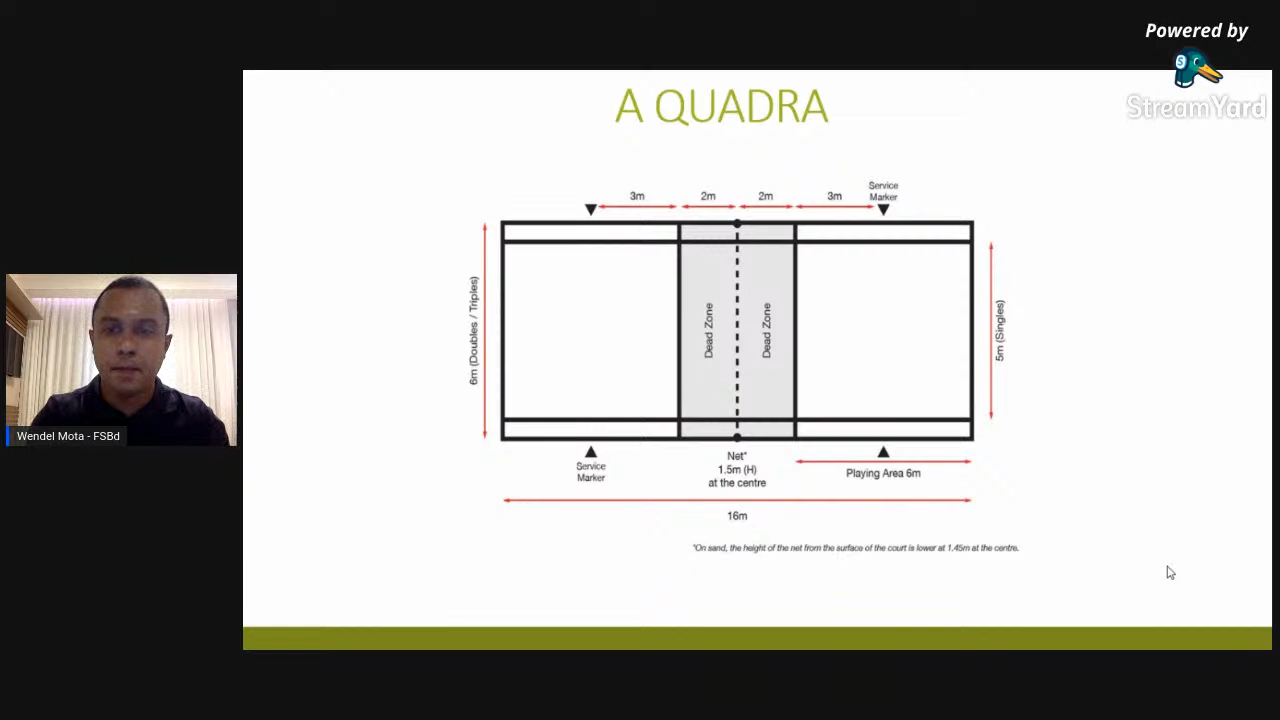 Powered by
StreamYard
A QUADRA
3m
2m
2m
3m
Service
Marker
6m (Doubles / Triples)
Dead Zone
Dead Zone
5m (Singles)
Wendel Mota - FSBd
Service
Marker
Net*
1.5m (H)
at the centre
Playing Area 6m
16m
*On sand, the height of the net from the surface of the court is lower at 1.45m at the centre.